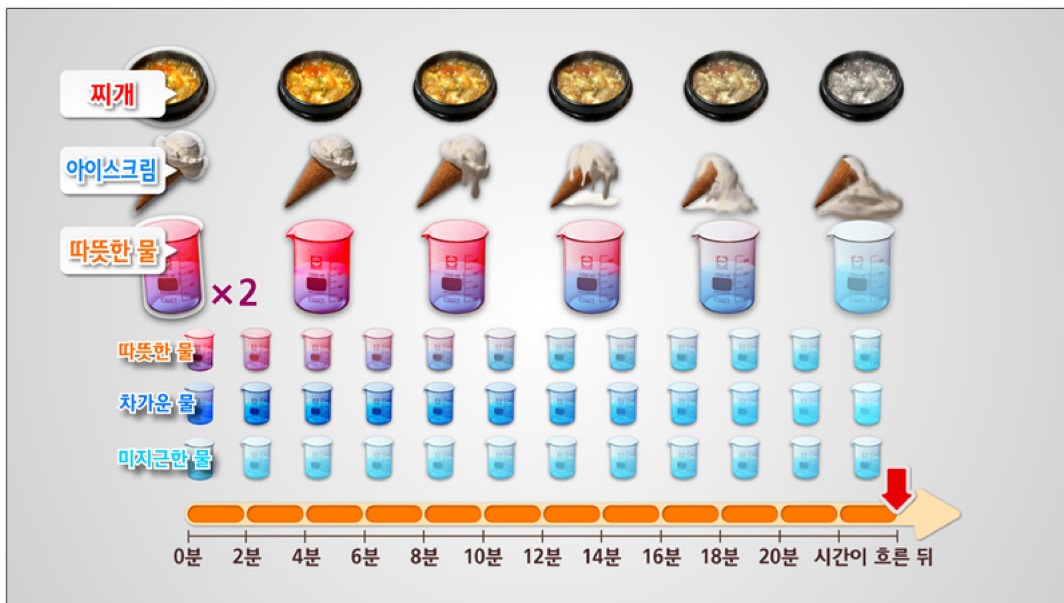 찌개
아이스크림
따뜻한 물
×2
따뜻한 물
차가운 물
미지근한 물
0분 2분 4분 6분 8분 10분 12분 14분 16분 18분 20분 시간이 흐른 뒤